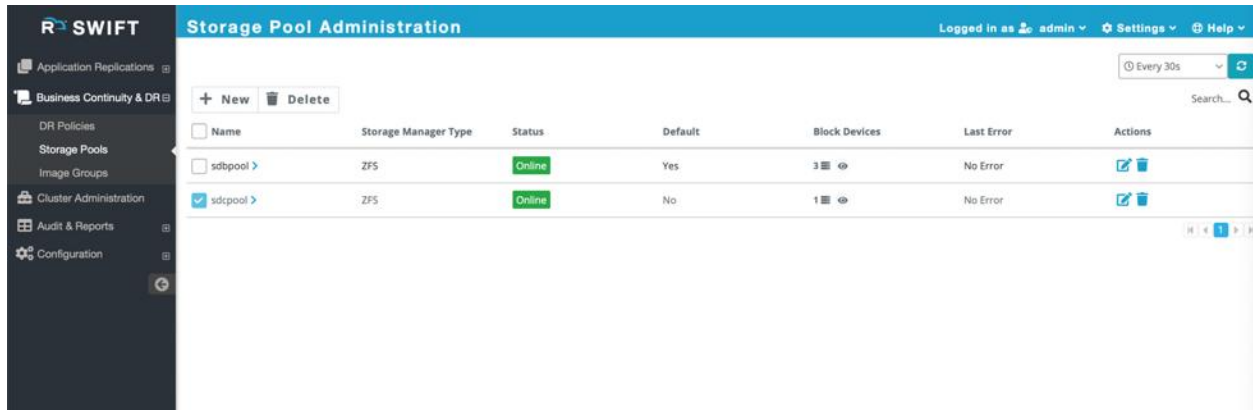 R SWIFT
Storage Pool Administration
Logged in as admin Settings Help
Application Replications
Every 30s
Business Continuity & DR
+ New Delete
Search...
DR Policies
Name Storage Manager Type Status Default Block Devices Last Error Actions
Storage Pools
sdbpool > ZFS Online Yes 3 No Error
Image Groups
Cluster Administration
sdcpool > ZFS Online No 1 No Error
Audit & Reports
1
Configuration